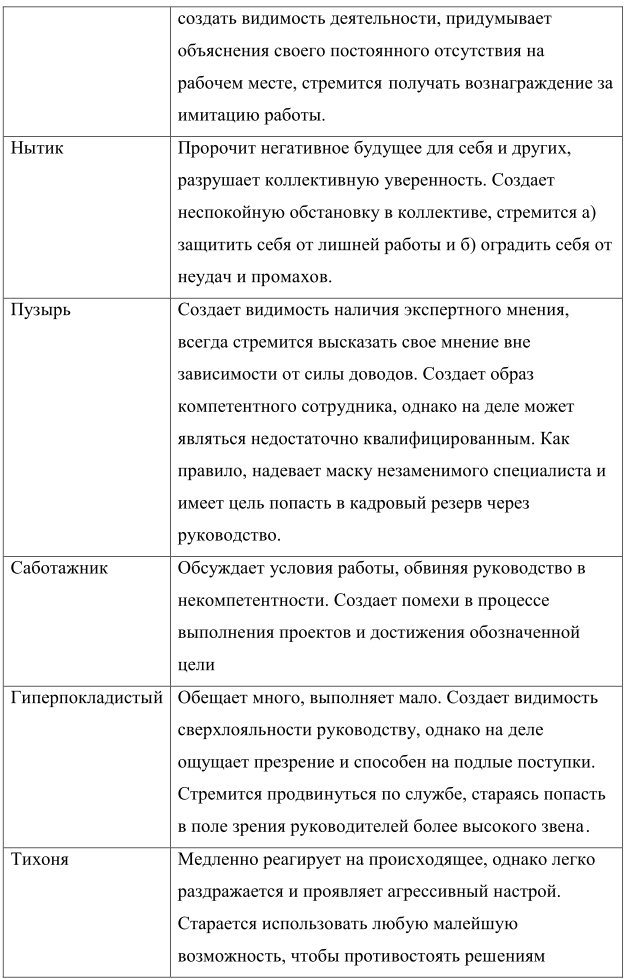 создать видимость деятельности, придумывает
объяснения своего постоянного отсутствия на
рабочем месте, стремится получать вознаграждение за
имитацию работы.
Нытик
Пророчит негативное будущее для себя и других,
разрушает коллективную уверенность. Создает
неспокойную обстановку в коллективе, стремится а)
защитить себя от лишней работы и б) оградить себя от
неудач и промахов.
Пузырь
Создает видимость наличия экспертного мнения,
всегда стремится высказать свое мнение вне
зависимости от силы доводов. Создает образ
компетентного сотрудника, однако на деле может
являться недостаточно квалифицированным. Как
правило, надевает маску незаменимого специалиста и
имеет цель попасть в кадровый резерв через
руководство.
Саботажник
Обсуждает условия работы, обвиняя руководство в
некомпетентности. Создает помехи в процессе
выполнения проектов и достижения обозначенной
цели
Гиперпокладистый
Обещает много, выполняет мало. Создает видимость
сверхлояльности руководству, однако на деле
ощущает презрение и способен на подлые поступки.
Стремится продвинуться по службе, стараясь попасть
в поле зрения руководителей более высокого звена.
Тихоня
Медленно реагирует на происходящее, однако легко
раздражается и проявляет агрессивный настрой.
Старается использовать любую малейшую
возможность, чтобы противостоять решениям